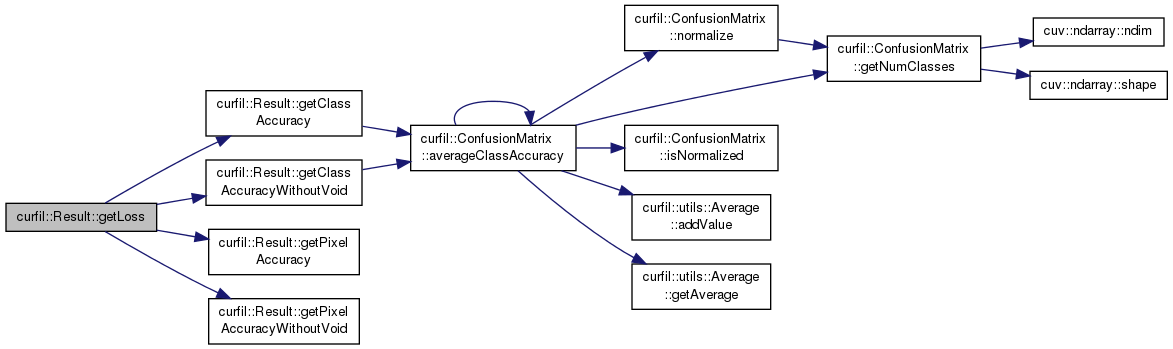 curfil::Result::getLoss
curfil::Result::getClass
Accuracy
curfil::Result::getClass
AccuracyWithoutVoid
curfil::Result::getPixel
Accuracy
curfil::Result::getPixel
AccuracyWithoutVoid
curfil::ConfusionMatrix
::averageClassAccuracy
curfil::ConfusionMatrix
::normalize
curfil::ConfusionMatrix
::isNormalized
curfil::utils::Average
::addValue
curfil::utils::Average
::getAverage
curfil::ConfusionMatrix
::getNumClasses
cuv::ndarray::ndim
cuv::ndarray::shape